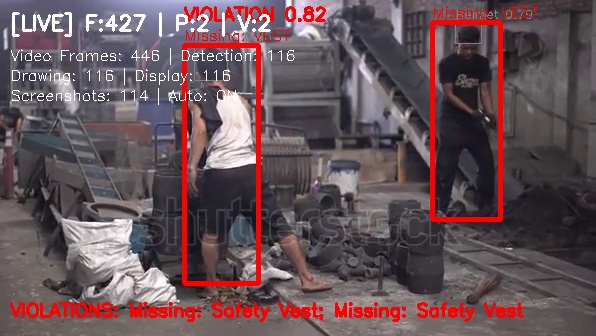 VIOLATION 0.82
[LIVE] F:427 | P:2 V:2
Missing: VEST
Video Frames: 446 | Detection: 116
Drawing: 116 | Display: 116
Screenshots: 114 | Auto: ON
shutterstock
VIOLATIONS: Missing: Safety Vest; Missing: Safety Vest